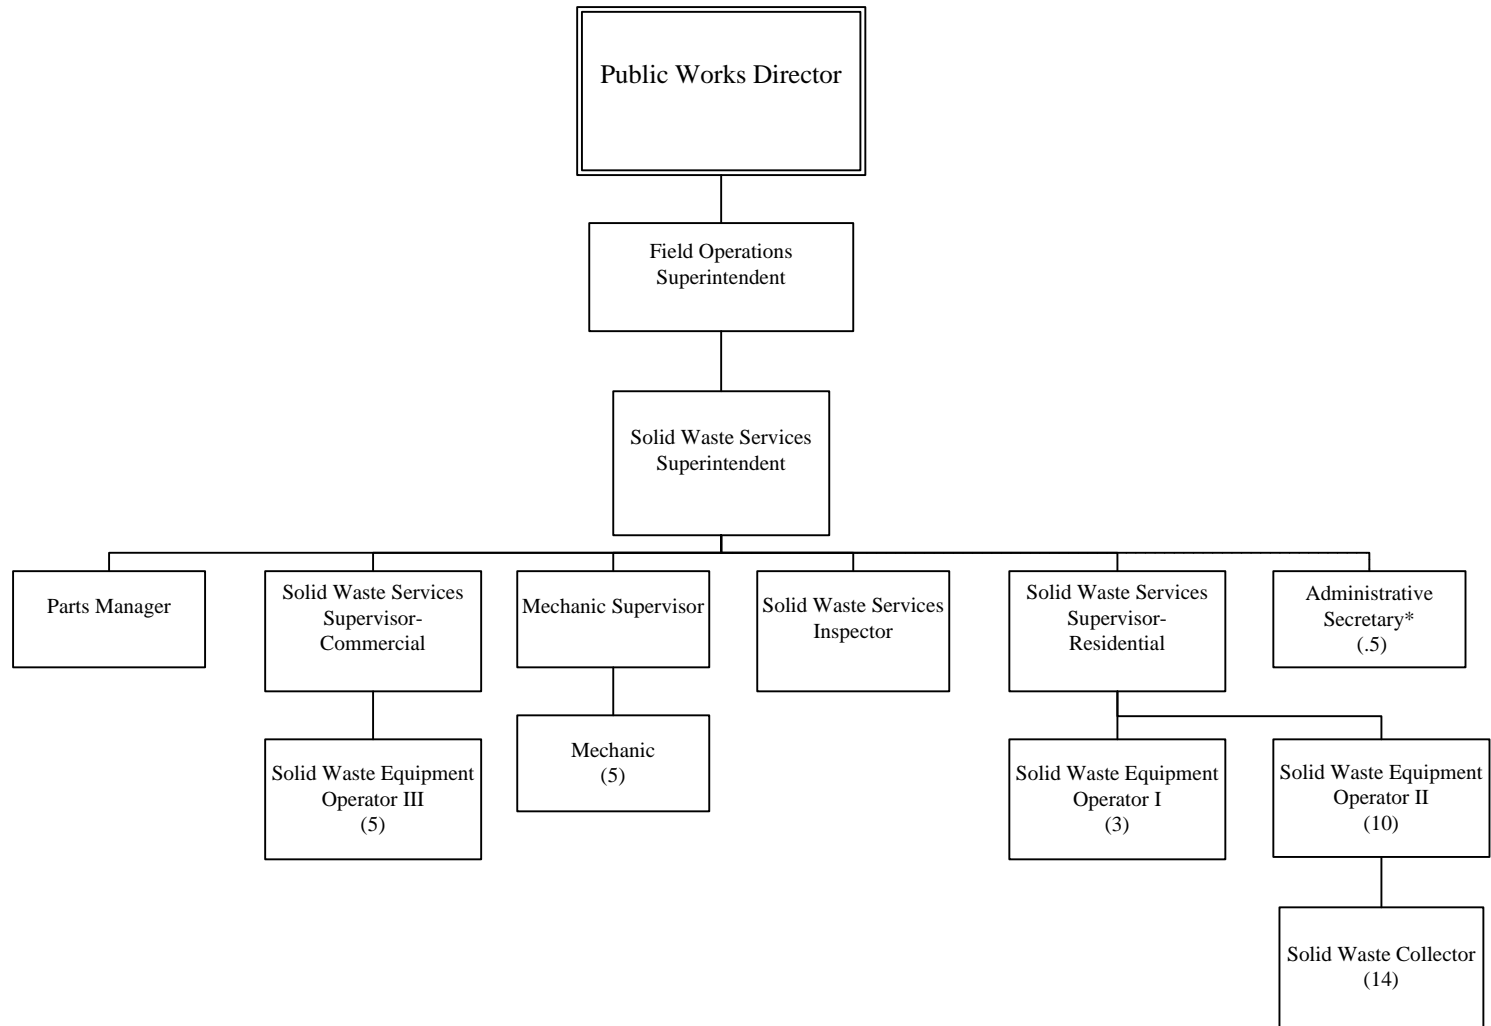 Public Works Director
Field Operations
Superintendent
Solid Waste Services
Superintendent
Parts Manager
Solid Waste Services
Supervisor-
Commercial
Mechanic Supervisor
Solid Waste Services
Inspector
Solid Waste Services
Supervisor-
Residential
Administrative
Secretary*
(.5)
Solid Waste Equipment
Operator III
(5)
Mechanic
(5)
Solid Waste Equipment
Operator I
(3)
Solid Waste Equipment
Operator II
(10)
Solid Waste Collector
(14)